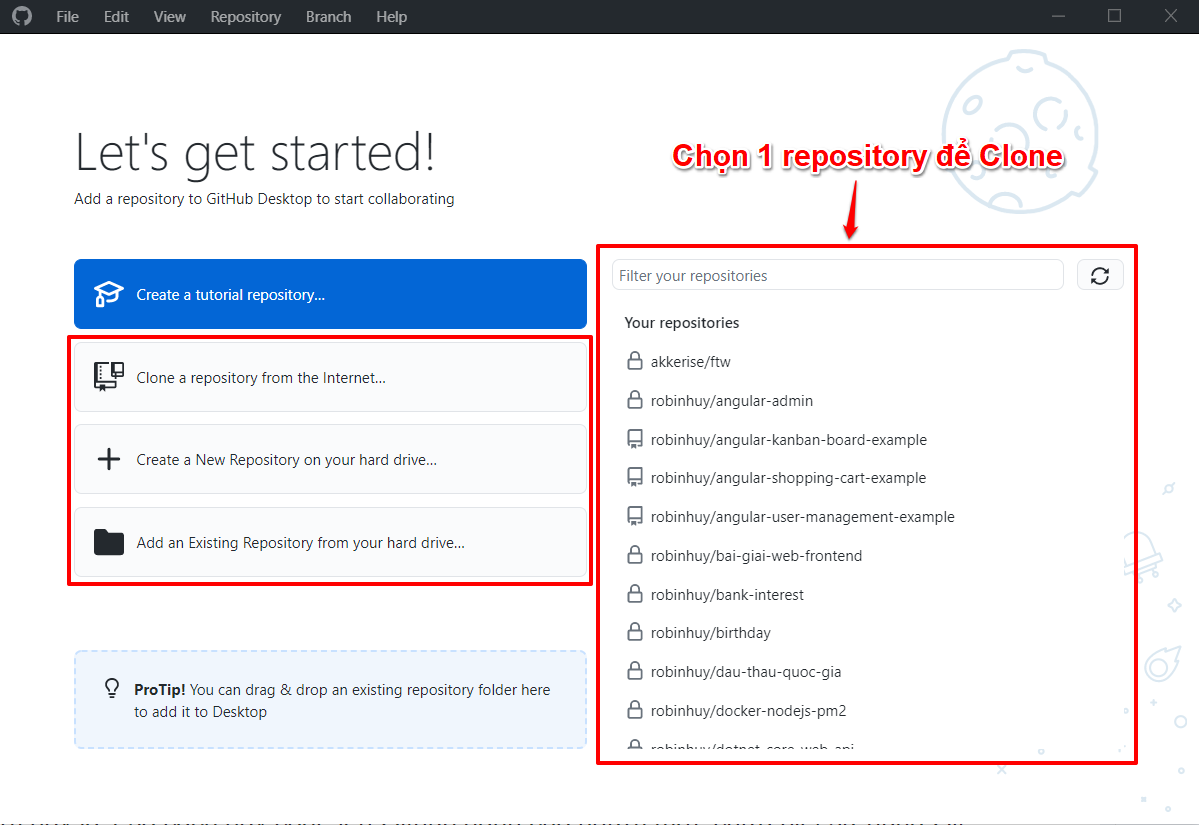 File Edit View Repository Branch Help
Let's get started!
Add a repository to GitHub Desktop to start collaborating
Chọn 1 repository để Clone
Create a tutorial repository...
Clone a repository from the Internet...
Create a New Repository on your hard drive...
Add an Existing Repository from your hard drive...
ProTip! You can drag & drop an existing repository folder here
to add it to Desktop
Filter your repositories
Your repositories
akkerise/ftw
robinhuy/angular-admin
robinhuy/angular-kanban-board-example
robinhuy/angular-shopping-cart-example
robinhuy/angular-user-management-example
robinhuy/bai-giai-web-frontend
robinhuy/bank-interest
robinhuy/birthday
robinhuy/dau-thau-quoc-gia
robinhuy/docker-nodejs-pm2
robinhuy/dotnet-core-web-api